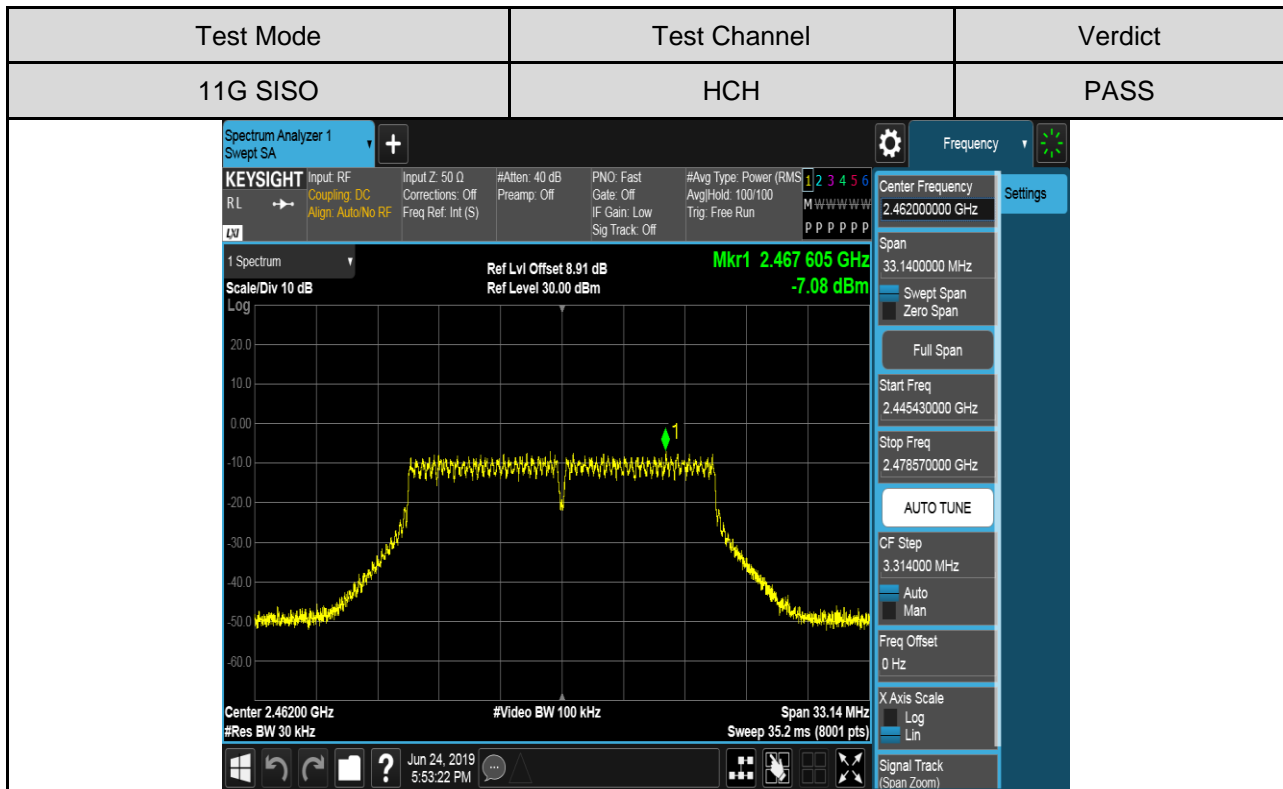 Test Mode Test Channel Verdict
11G SISO HCH PASS
Spectrum Analyzer 1
Swept SA
+
Frequency
KEYSIGHT
RL
LXI
Input: RF
Coupling: DC
Align: Auto/No RF
Input Z: 50 Ω
Corrections: Off
Freq Ref: Int (S)
#Atten: 40 dB
Preamp: Off
PNO: Fast
Gate: Off
IF Gain: Low
Sig Track: Off
#Avg Type: Power (RMS
Avg|Hold: 100/100
Trig: Free Run
1 2 3 4 5 6
M W W W W W
P P P P P P
1 Spectrum
Scale/Div 10 dB
Ref Lvl Offset 8.91 dB
Ref Level 30.00 dBm
Mkr1 2.467 605 GHz
-7.08 dBm
Log
20.0
10.0
0.00
-10.0
-20.0
-30.0
-40.0
-50.0
-60.0
1
Center 2.46200 GHz
#Res BW 30 kHz
#Video BW 100 kHz
Span 33.14 MHz
Sweep 35.2 ms (8001 pts)
Center Frequency
2.462000000 GHz
Settings
Span
33.1400000 MHz
Swept Span
Zero Span
Full Span
Start Freq
2.445430000 GHz
Stop Freq
2.478570000 GHz
AUTO TUNE
CF Step
3.314000 MHz
Auto
Man
Freq Offset
0 Hz
X Axis Scale
Log
Lin
Signal Track
(Span Zoom)
?
Jun 24, 2019
5:53:22 PM